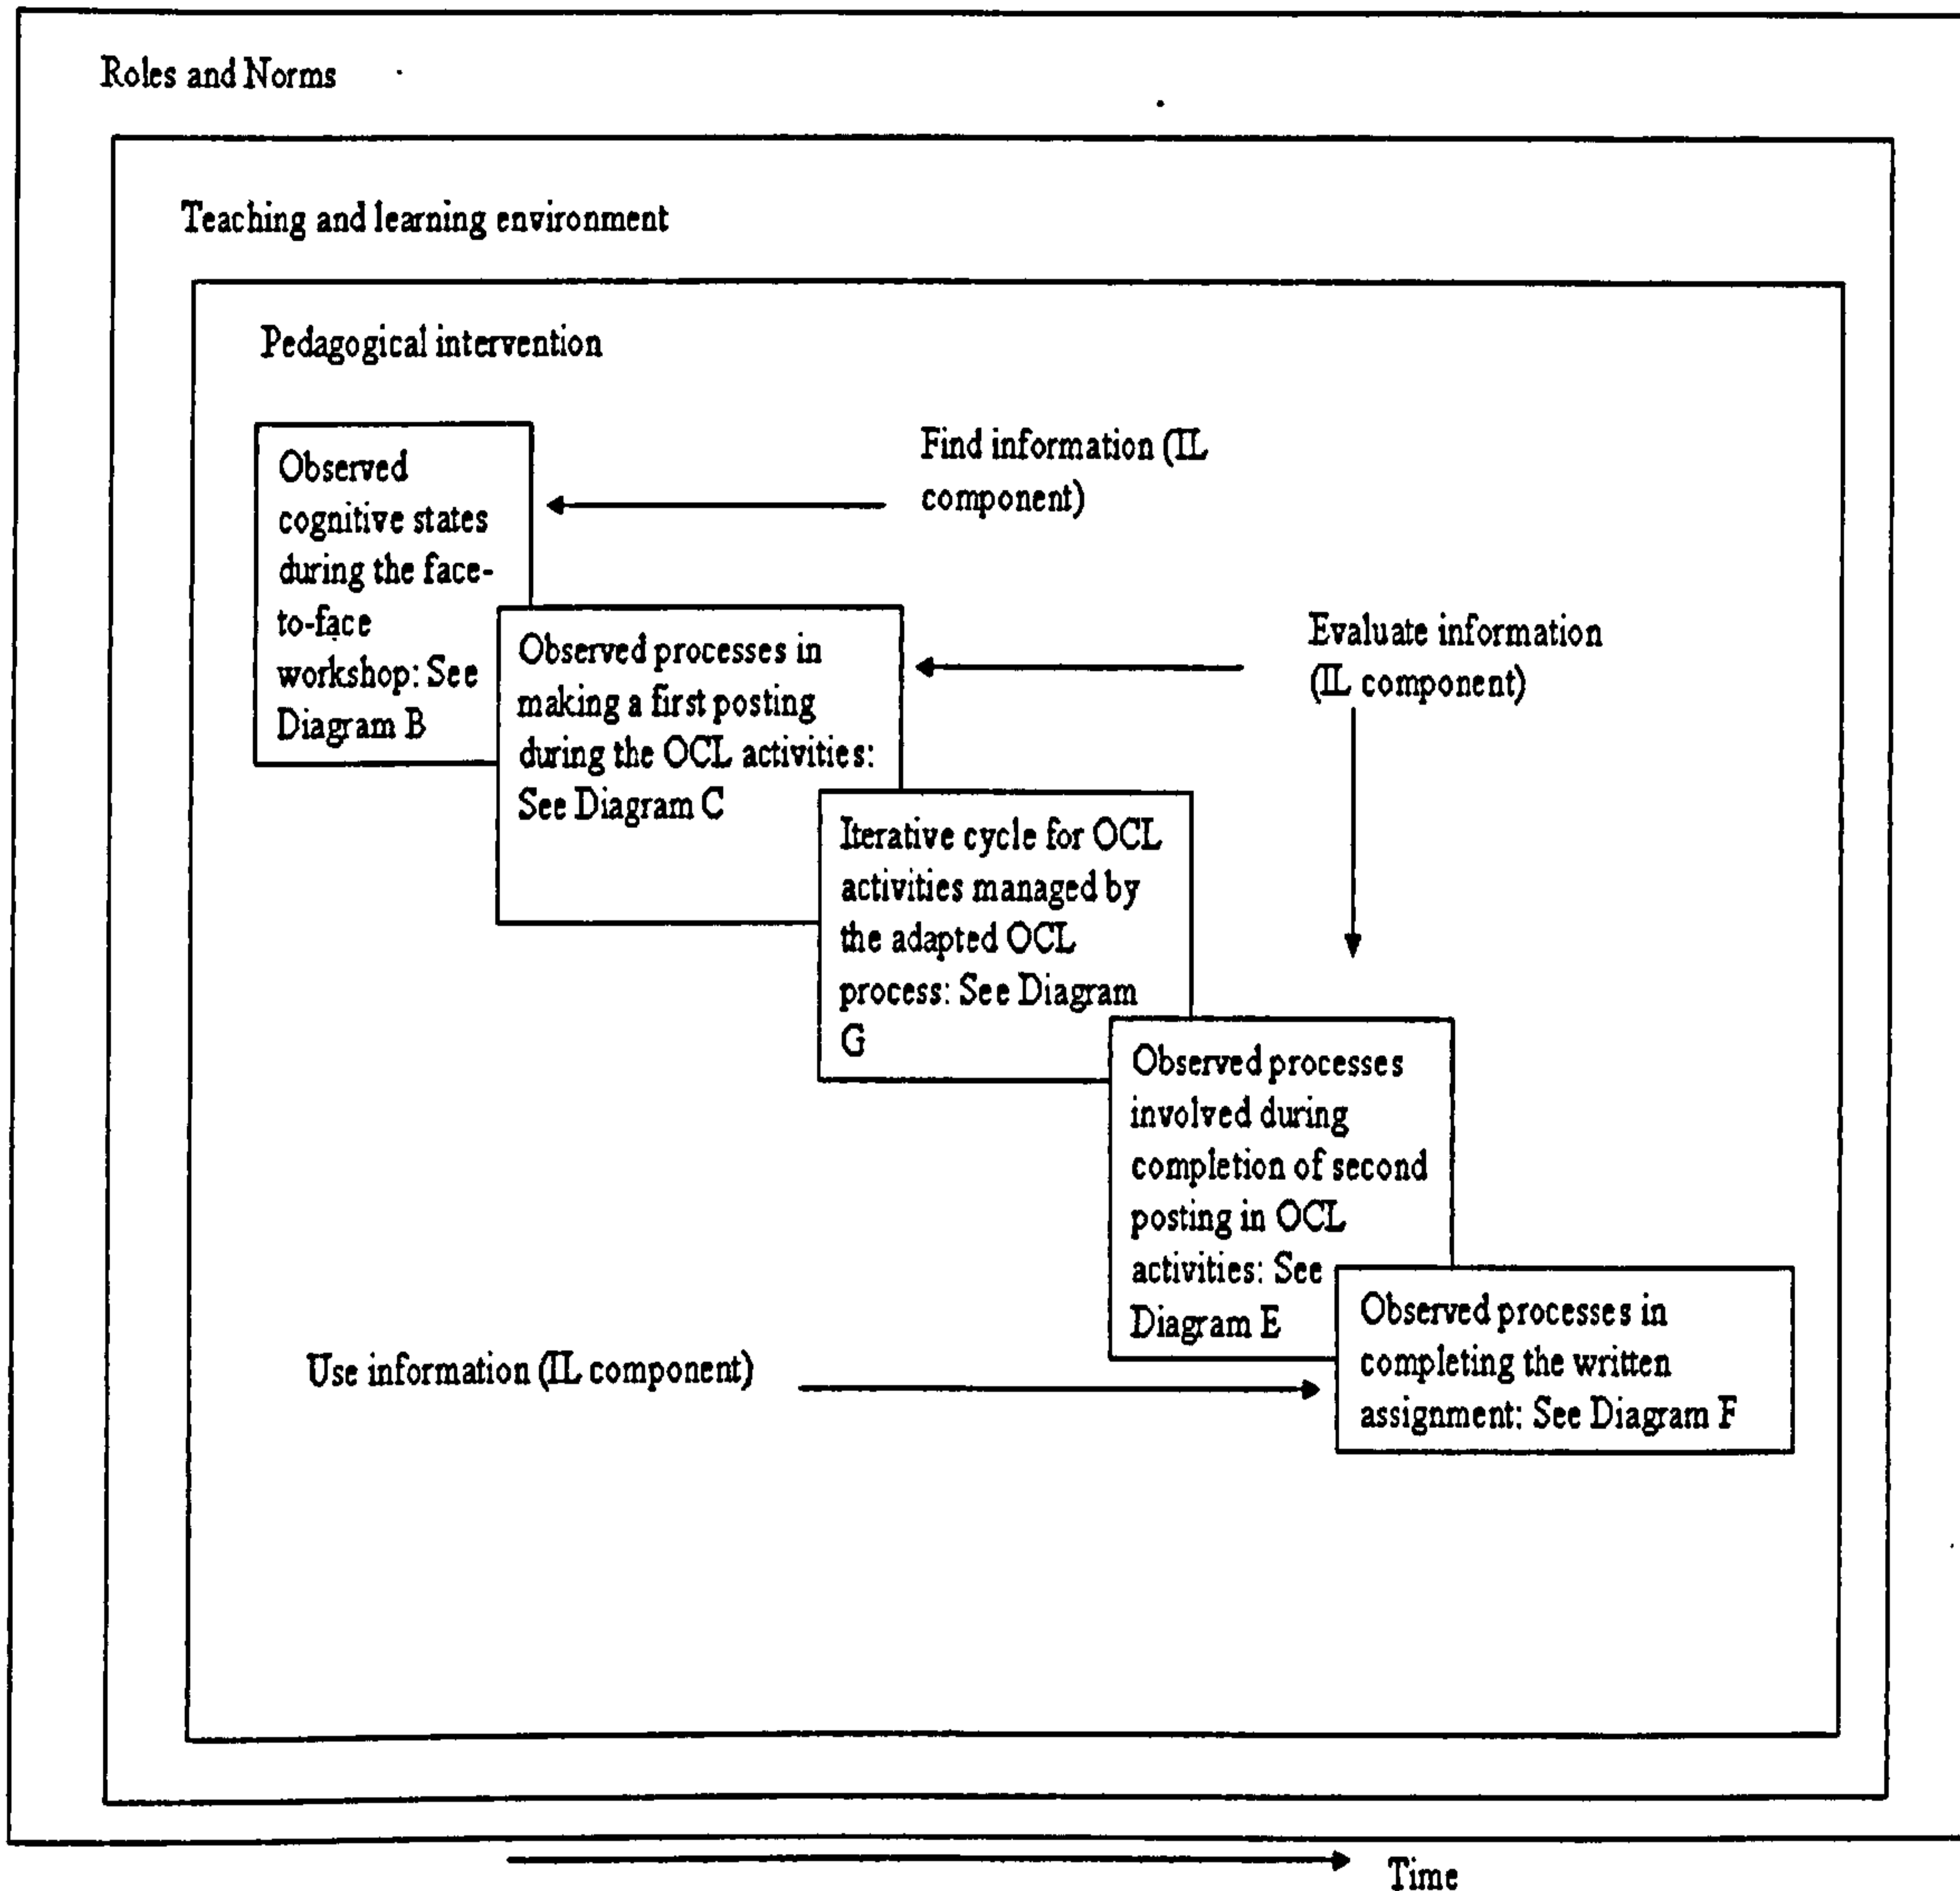 Roles and Norms
Teaching and learning environment
Pedagogical intervention
Observed
cognitive states
during the face-
to-face
workshop: See
Diagram B
Find information (IL
component)
Observed processes in
making a first posting
during the OCL activities:
See Diagram C
Evaluate information
(IL component)
Iterative cycle for OCL
activities managed by
the adapted OCL
process: See Diagram
G
Observed processes
involved during
completion of second
posting in OCL
activities: See
Diagram E
Use information (IL component)
Observed processes in
completing the written
assignment: See Diagram F
Time